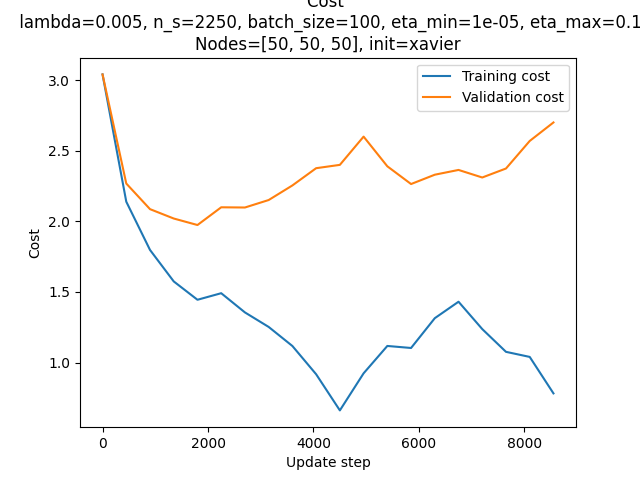 Cost
lambda=0.005, n_s=2250, batch_size=100, eta_min=1e-05, eta_max=0.1
Nodes=[50, 50, 50], init=xavier
Training cost
Validation cost
3.0
2.5
2.0
1.5
1.0
Cost
0 2000 4000 6000 8000
Update step